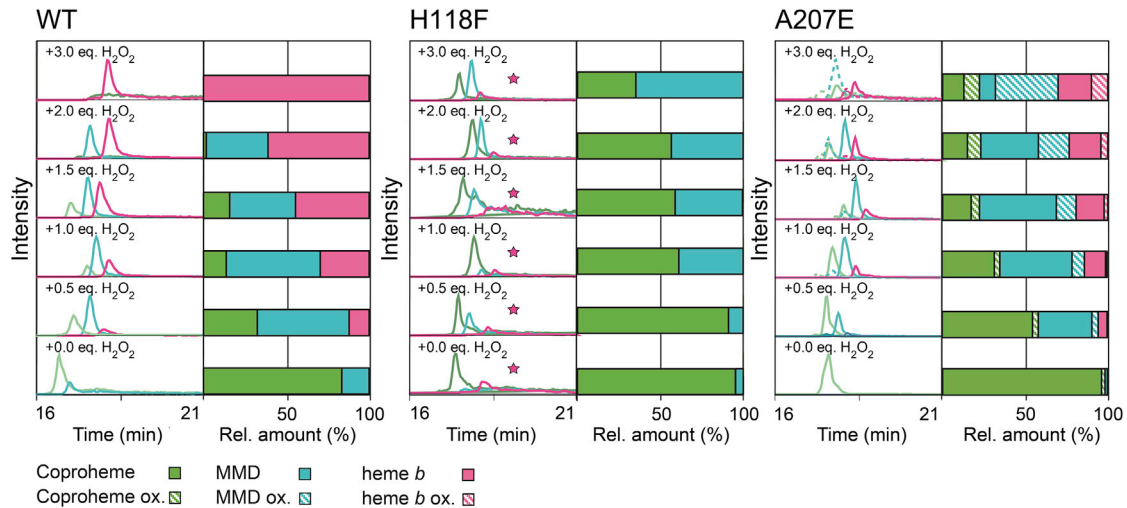 WT
H118F
A207E
+3.0 eq. H2O2
+2.0 eq. H2O2
+1.5 eq. H2O2
+1.0 eq. H2O2
+0.5 eq. H2O2
+0.0 eq. H2O2
Intensity
16 21 50 100
Time (min) Rel. amount (%)
+3.0 eq. H2O2
+2.0 eq. H2O2
+1.5 eq. H2O2
+1.0 eq. H2O2
+0.5 eq. H2O2
+0.0 eq. H2O2
Intensity
16 21 50 100
Time (min) Rel. amount (%)
+3.0 eq. H2O2
+2.0 eq. H2O2
+1.5 eq. H2O2
+1.0 eq. H2O2
+0.5 eq. H2O2
+0.0 eq. H2O2
Intensity
16 21 50 100
Time (min) Rel. amount (%)
Coproheme MMD heme b
Coproheme ox. MMD ox. heme b ox.